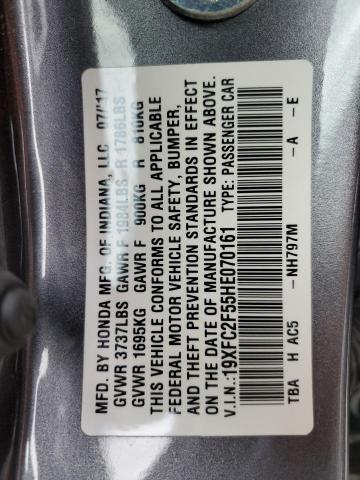 MFD. BY HONDA MFG. OF INDIANA, LLC 07/17
GVWR 3737LBS GAWR F 1984LBS R 1786LBS
GVWR 1695KG GAWR F 900KG R 810KG
THIS VEHICLE CONFORMS TO ALL APPLICABLE
FEDERAL MOTOR VEHICLE SAFETY, BUMPER,
AND THEFT PREVENTION STANDARDS IN EFFECT
ON THE DATE OF MANUFACTURE SHOWN ABOVE.
V.I.N.:19XFC2F55HE070161 TYPE: PASSENGER CAR
TBA H AC5 -NH797M -A -E